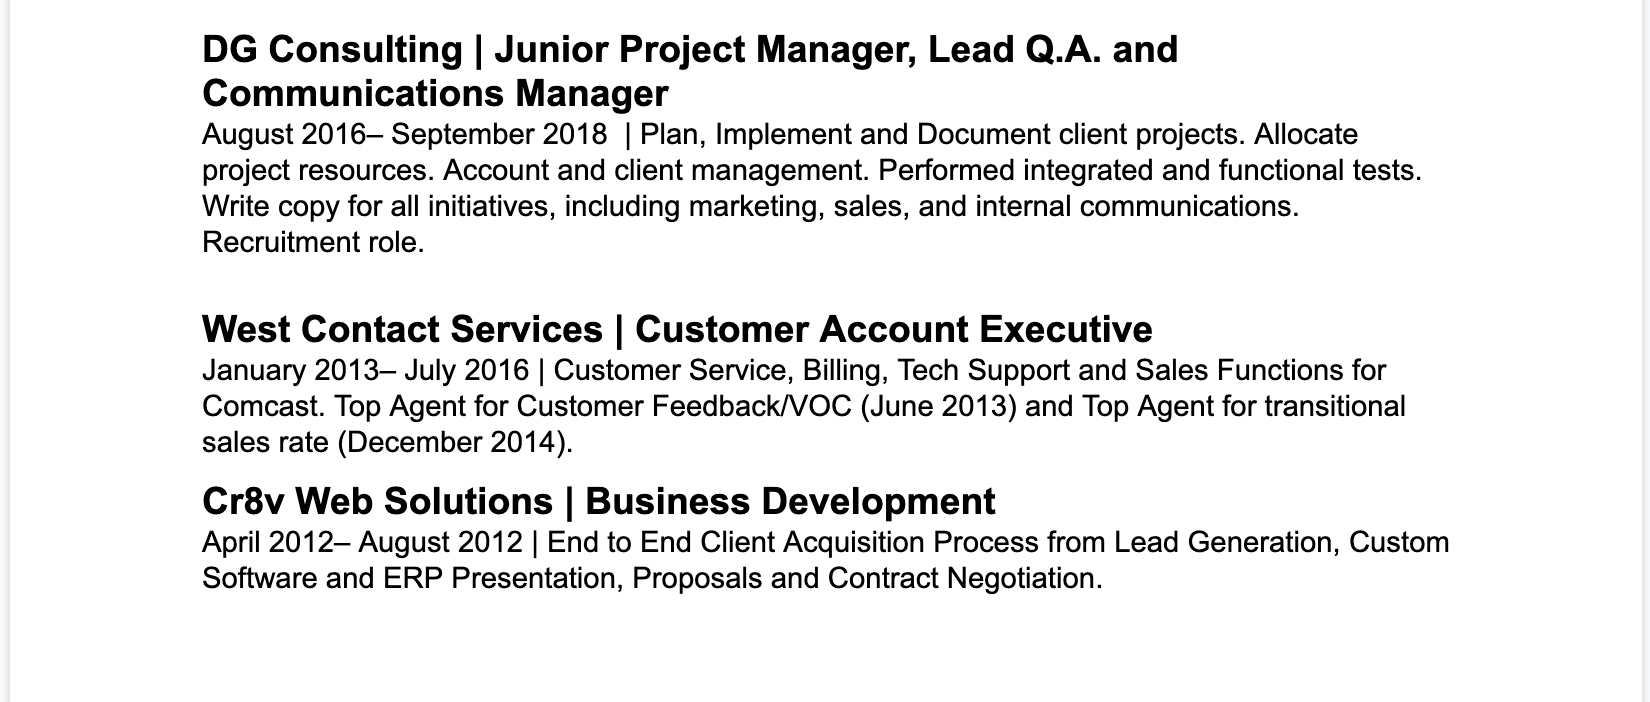 DG Consulting | Junior Project Manager, Lead Q.A. and
Communications Manager
August 2016– September 2018  | Plan, Implement and Document client projects. Allocate
project resources. Account and client management. Performed integrated and functional tests.
Write copy for all initiatives, including marketing, sales, and internal communications.
Recruitment role.
West Contact Services | Customer Account Executive
January 2013– July 2016 | Customer Service, Billing, Tech Support and Sales Functions for
Comcast. Top Agent for Customer Feedback/VOC (June 2013) and Top Agent for transitional
sales rate (December 2014).
Cr8v Web Solutions | Business Development
April 2012– August 2012 | End to End Client Acquisition Process from Lead Generation, Custom
Software and ERP Presentation, Proposals and Contract Negotiation.